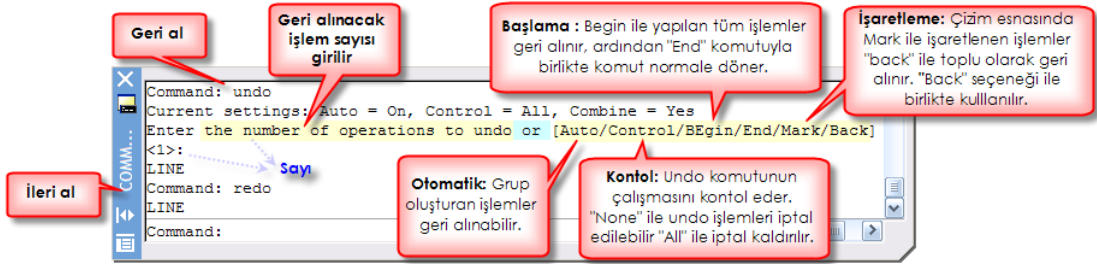 Geri al
Geri alınacak
işlem sayısı
girilir
Başlama : Begin ile yapılan tüm işlemler
geri alınır, ardından "End" komutuyla
birlikte komut normale döner.
İşaretleme: Çizim esnasında
Mark ile işaretlenen işlemler
"back" ile toplu olarak geri
alınır. "Back" seçeneği ile
birlikte kulllanılır.
COMM...
Command: undo
Current settings: Auto = On, Control = All, Combine = Yes
Enter the number of operations to undo or [Auto/Control/BEgin/End/Mark/Back]
<1>:
Sayı
LINE
Command: redo
LINE
Command:
İleri al
Otomatik: Grup
oluşturan işlemler
geri alınabilir.
Kontol: Undo komutunun
çalışmasını kontol eder.
"None" ile undo işlemleri iptal
edilebilir "All" ile iptal kaldırılır.